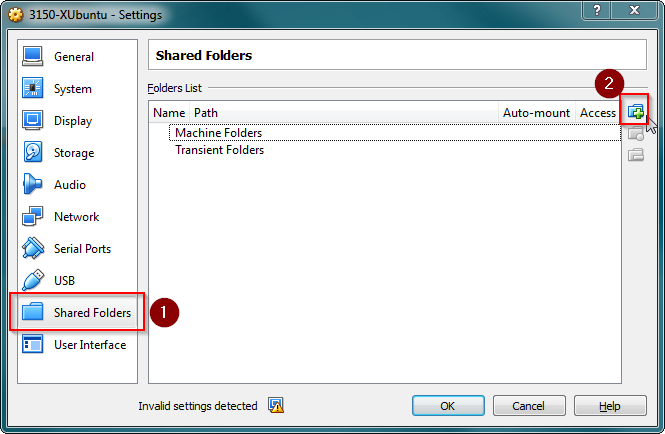 3150-XUbuntu - Settings
General
System
Display
Storage
Audio
Network
Serial Ports
USB
Shared Folders
User Interface
1
Shared Folders
Folders List
2
Name Path Auto-mount Access
Machine Folders
Transient Folders
Invalid settings detected
OK
Cancel
Help